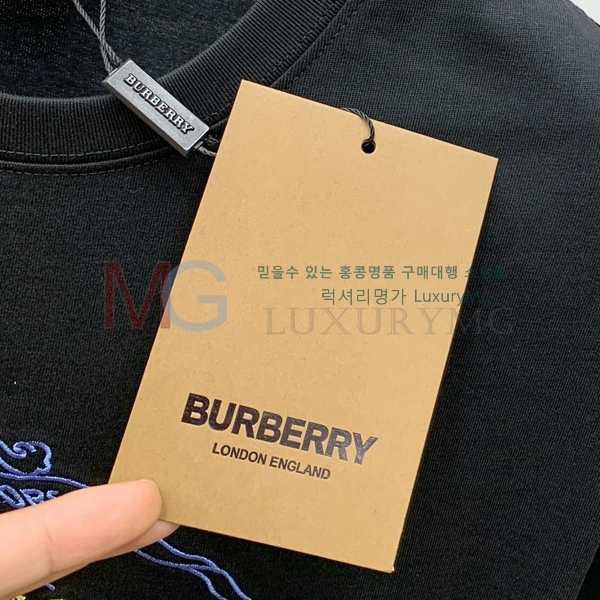 BURBERRY
믿을수 있는 홍콩명품 구매대행
럭셔리명가 Luxury
MG LUXURYMG
BURBERRY
LONDON ENGLAND